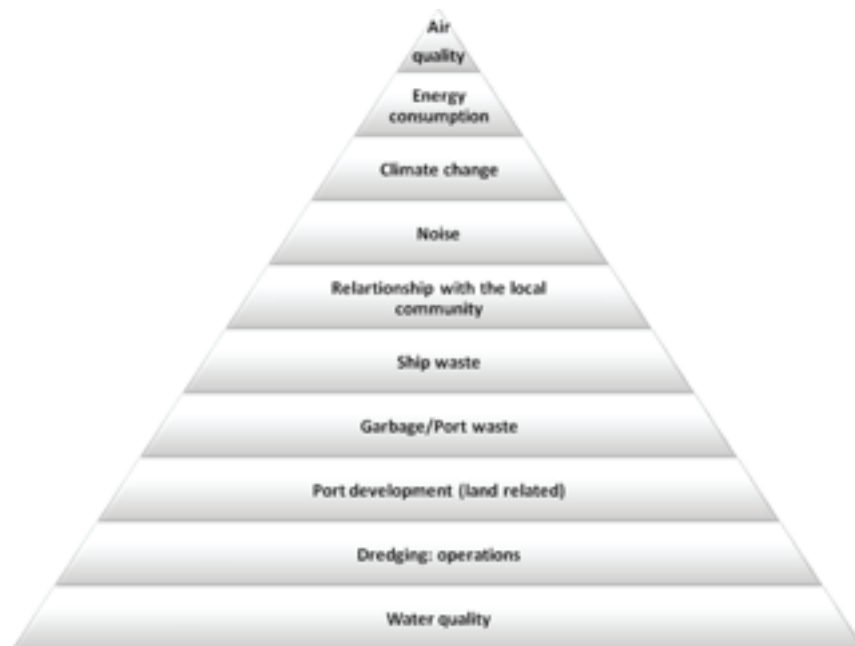 Air
quality
Energy
consumption
Climate change
Noise
Relartionship with the local
community
Ship waste
Garbage/Port waste
Port development (land related)
Dredging: operations
Water quality